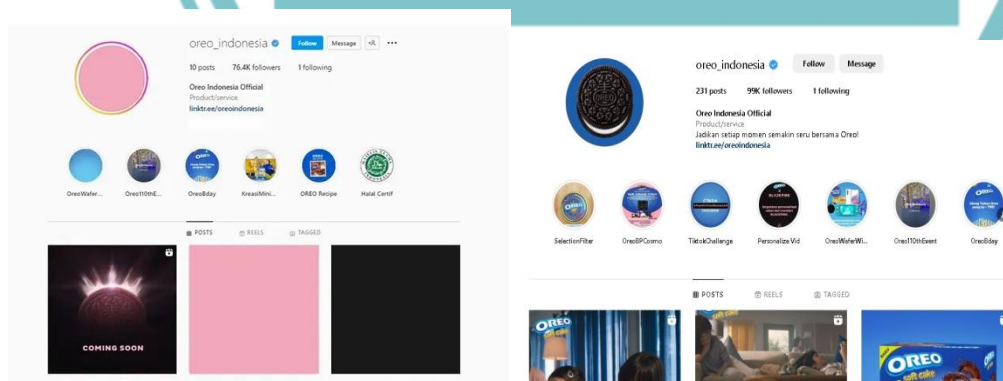 oreo_indonesia Follow Message
10 posts 76.4K followers 1 following
Oreo Indonesia Official
Product/service
linktr.ee/oreoindonesia
OreoWafer... Oreo110thE... OreoBday KreasiMini... OREO Recipe Halal Certif
POSTS REELS TAGGED
COMING SOON
oreo_indonesia Follow Message
231 posts 99K followers 1 following
Oreo Indonesia Official
Product/service
Jadikan setiap momen semakin seru bersama Oreo!
linktr.ee/oreoindonesia
SelectionFilter OreoBPCosmo TiktokChallenge Personalize Vid OreoWaferWi... Oreo110thEvent OreoBday
POSTS REELS TAGGED
OREO
soft cake
OREO
soft cake